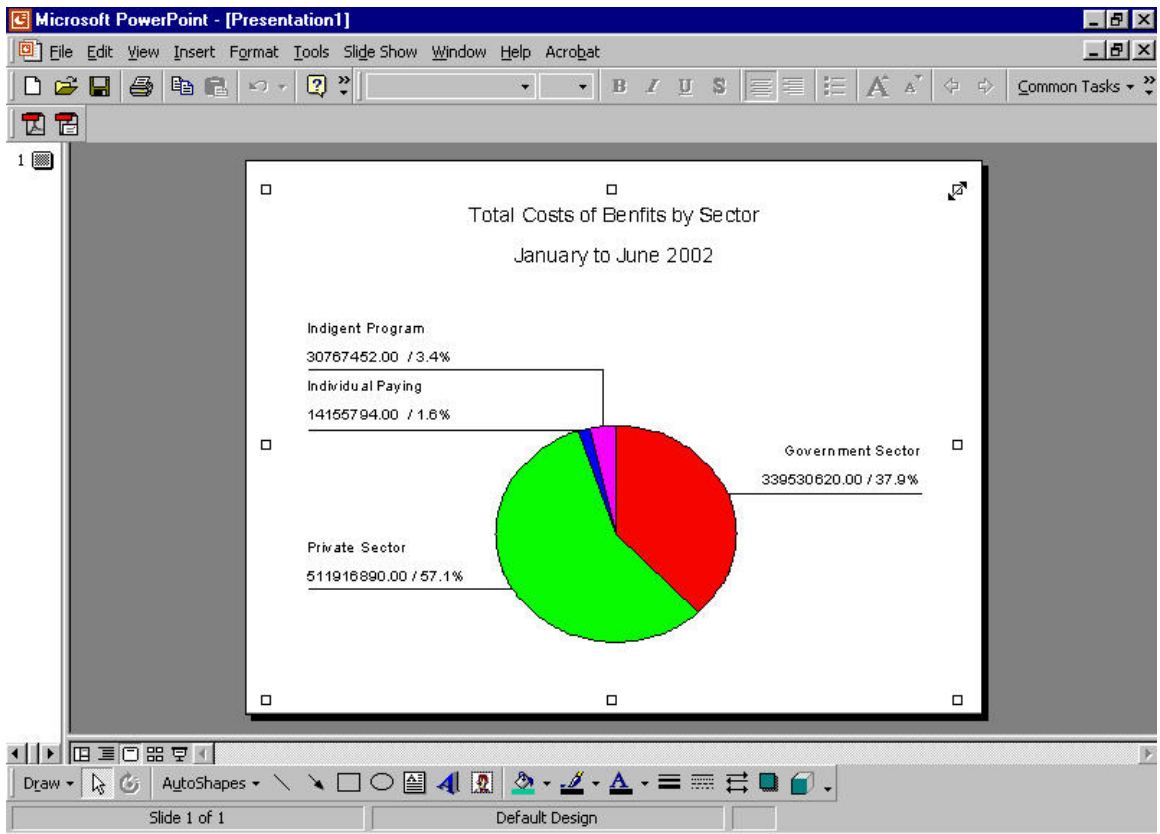 Microsoft PowerPoint - [Presentation1]
File Edit View Insert Format Tools Slide Show Window Help Acrobat
B I U S A A Common Tasks
1
Total Costs of Benfits by Sector
January to June 2002
Indigent Program
30767452.00 / 3.4%
Individual Paying
14155794.00 / 1.6%
Government Sector
339530620.00 / 37.9%
Private Sector
511916890.00 / 57.1%
Draw AutoShapes A A
Slide 1 of 1 Default Design